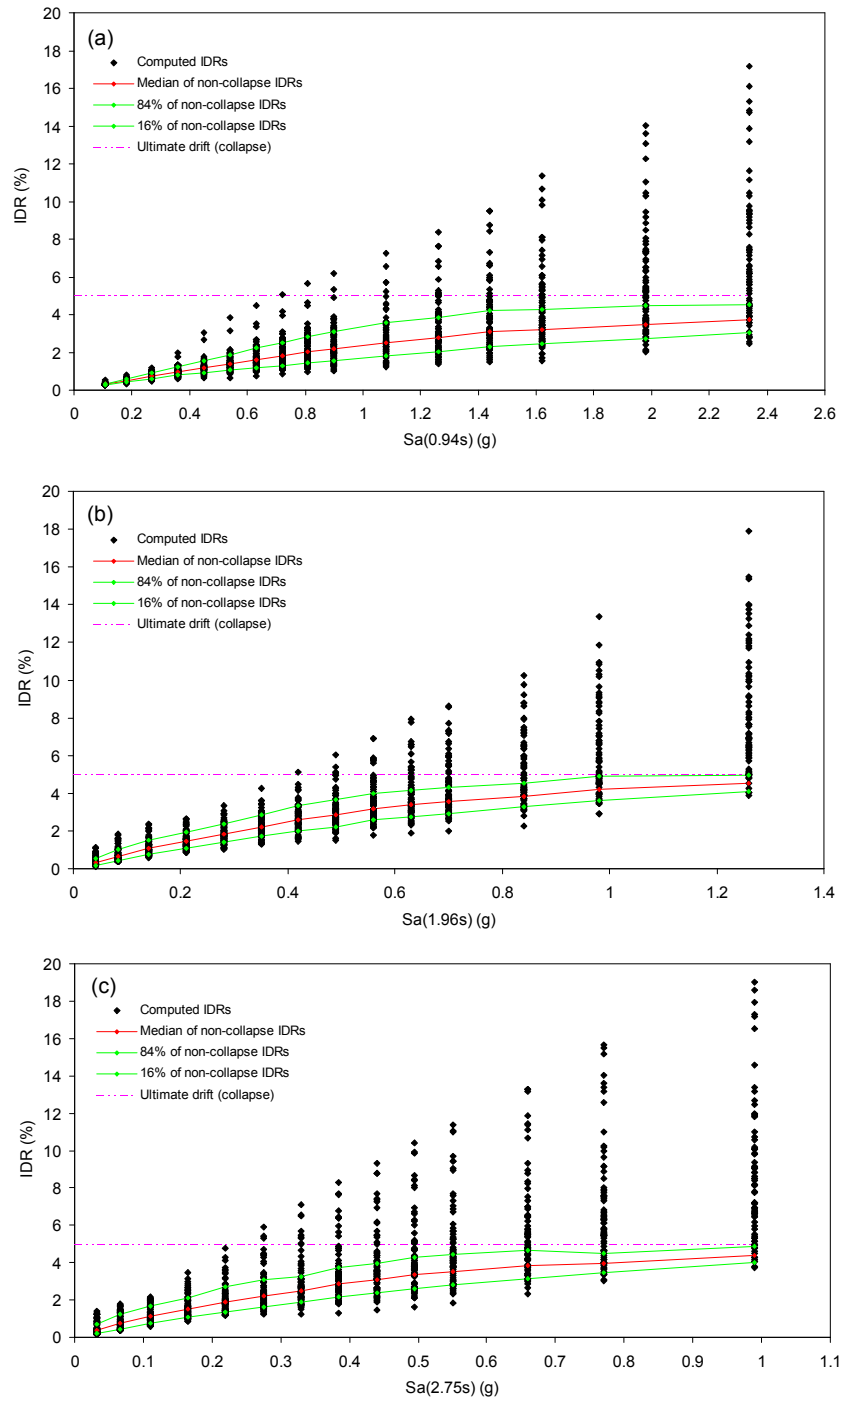 20
(a)
18
Computed IDRs
16
Median of non-collapse IDRs
84% of non-collapse IDRs
14
16% of non-collapse IDRs
Ultimate drift (collapse)
12
IDR (%)
10
8
6
4
2
0
0 0.2 0.4 0.6 0.8 1 1.2 1.4 1.6 1.8 2 2.2 2.4 2.6
Sa(0.94s) (g)
20
(b)
18
Computed IDRs
16
Median of non-collapse IDRs
84% of non-collapse IDRs
14
16% of non-collapse IDRs
Ultimate drift (collapse)
12
IDR (%)
10
8
6
4
2
0
0 0.2 0.4 0.6 0.8 1 1.2 1.4
Sa(1.96s) (g)
20
(c)
18
Computed IDRs
16
Median of non-collapse IDRs
84% of non-collapse IDRs
14
16% of non-collapse IDRs
Ultimate drift (collapse)
12
IDR (%)
10
8
6
4
2
0
0 0.1 0.2 0.3 0.4 0.5 0.6 0.7 0.8 0.9 1 1.1
Sa(2.75s) (g)